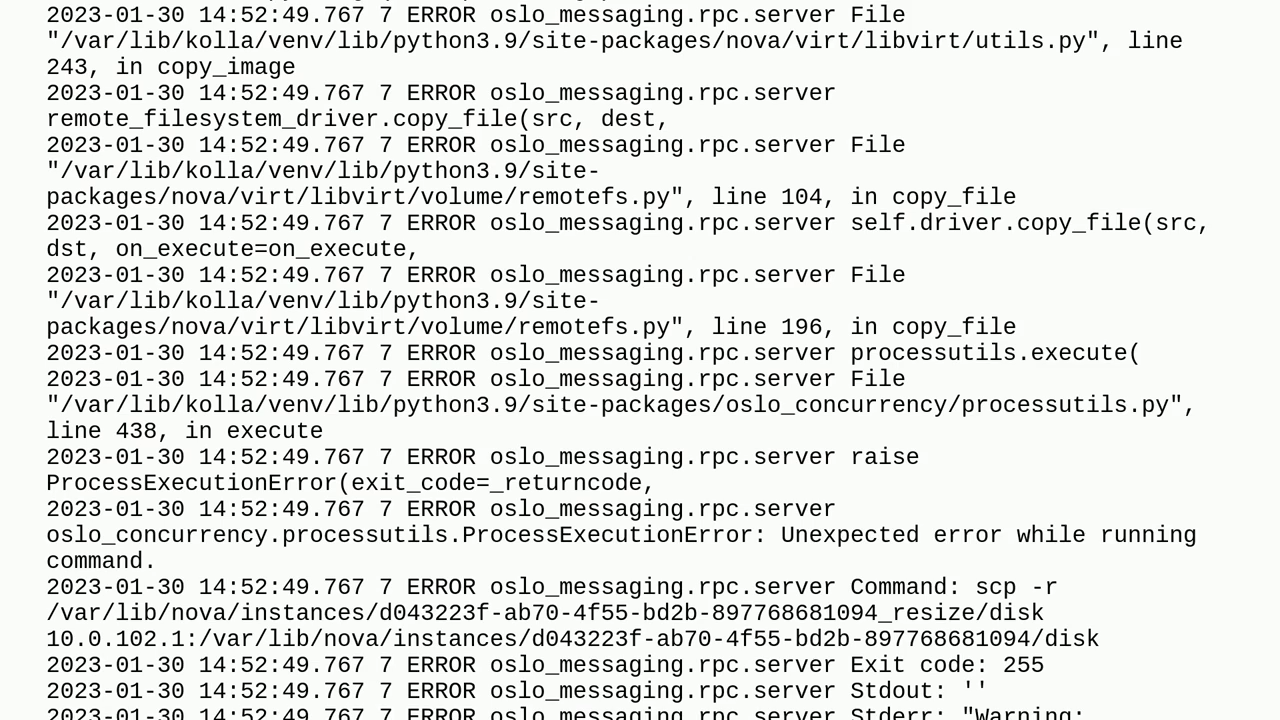 2023-01-30 14:52:49.767 7 ERROR oslo_messaging.rpc.server File
"/var/lib/kolla/venv/lib/python3.9/site-packages/nova/virt/libvirt/utils.py", line
243, in copy_image
2023-01-30 14:52:49.767 7 ERROR oslo_messaging.rpc.server
remote_filesystem_driver.copy_file(src, dest,
2023-01-30 14:52:49.767 7 ERROR oslo_messaging.rpc.server File
"/var/lib/kolla/venv/lib/python3.9/site-
packages/nova/virt/libvirt/volume/remotefs.py", line 104, in copy_file
2023-01-30 14:52:49.767 7 ERROR oslo_messaging.rpc.server self.driver.copy_file(src,
dst, on_execute=on_execute,
2023-01-30 14:52:49.767 7 ERROR oslo_messaging.rpc.server File
"/var/lib/kolla/venv/lib/python3.9/site-
packages/nova/virt/libvirt/volume/remotefs.py", line 196, in copy_file
2023-01-30 14:52:49.767 7 ERROR oslo_messaging.rpc.server processutils.execute(
2023-01-30 14:52:49.767 7 ERROR oslo_messaging.rpc.server File
"/var/lib/kolla/venv/lib/python3.9/site-packages/oslo_concurrency/processutils.py",
line 438, in execute
2023-01-30 14:52:49.767 7 ERROR oslo_messaging.rpc.server raise
ProcessExecutionError(exit_code=_returncode,
2023-01-30 14:52:49.767 7 ERROR oslo_messaging.rpc.server
oslo_concurrency.processutils.ProcessExecutionError: Unexpected error while running
command.
2023-01-30 14:52:49.767 7 ERROR oslo_messaging.rpc.server Command: scp -r
/var/lib/nova/instances/d043223f-ab70-4f55-bd2b-897768681094_resize/disk
10.0.102.1:/var/lib/nova/instances/d043223f-ab70-4f55-bd2b-897768681094/disk
2023-01-30 14:52:49.767 7 ERROR oslo_messaging.rpc.server Exit code: 255
2023-01-30 14:52:49.767 7 ERROR oslo_messaging.rpc.server Stdout: ''
2023-01-30 14:52:49.767 7 ERROR oslo_messaging.rpc.server Stderr: "Warning: